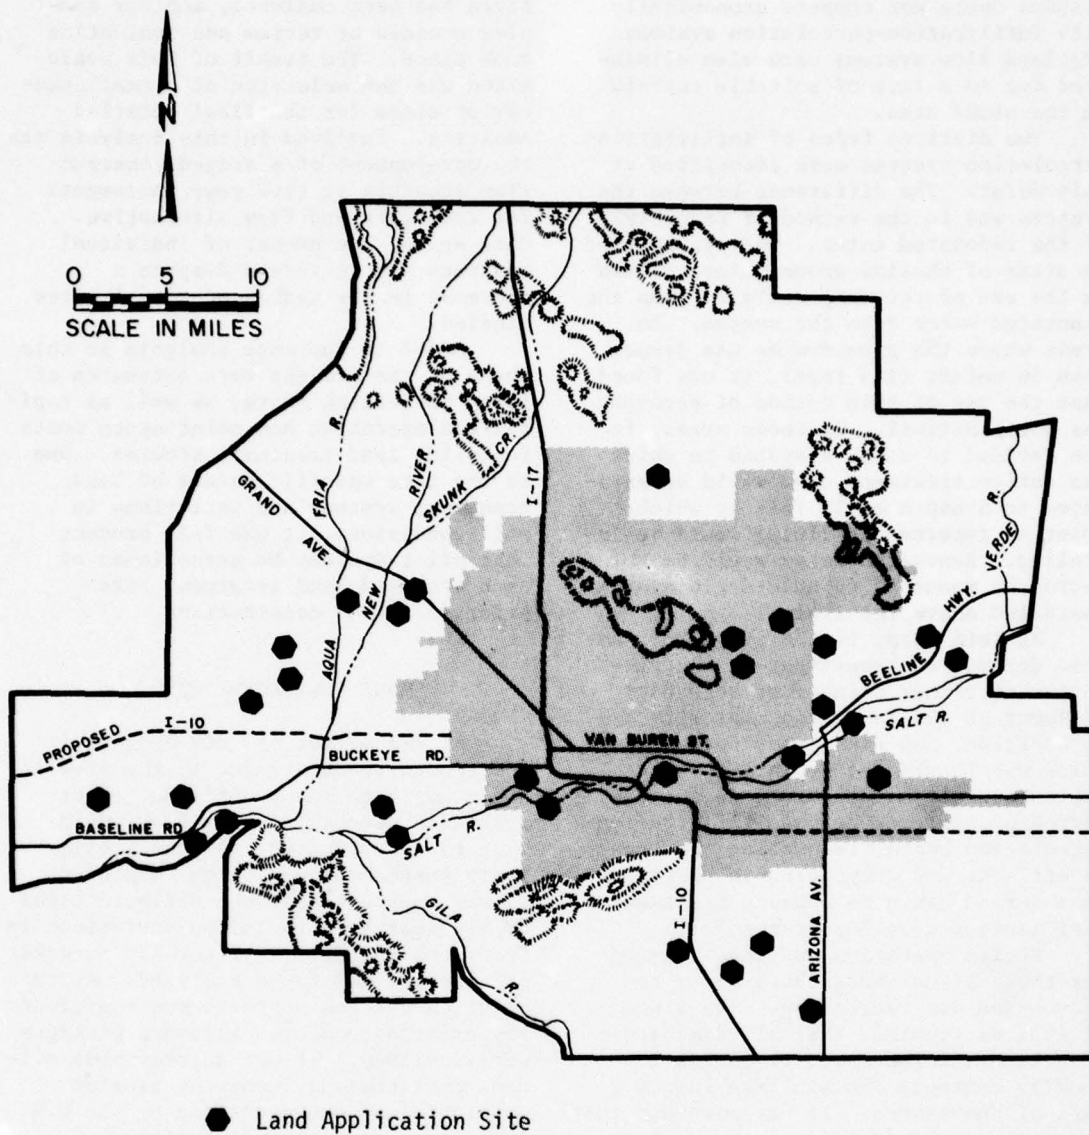 N
0 5 10
SCALE IN MILES
I-17
AGUA FRIA R.
NEW RIVER
SKUNK CR.
GRAND AVE.
VERDE R.
BEELINE HWY.
SALT R.
PROPOSED I-10
BUCKEYE RD.
VAN BUREN ST.
BASELINE RD
SALT R.
GILA R.
I-10
ARIZONA AV.
Land Application Site